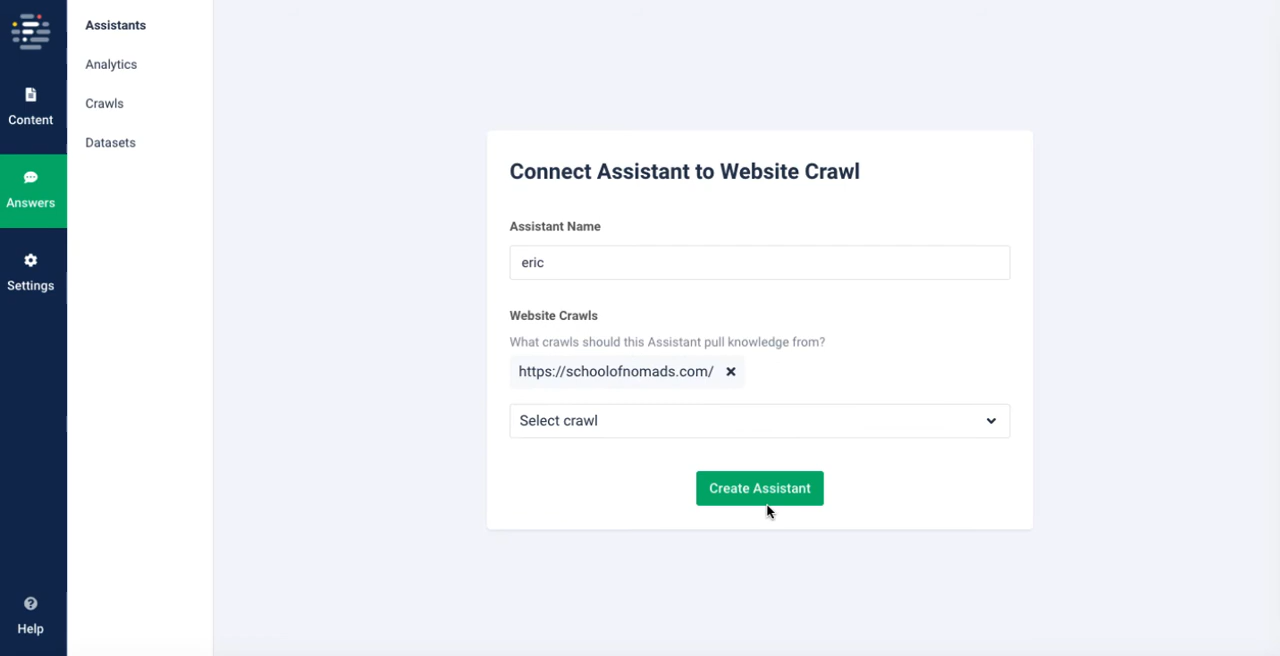 Assistants
Analytics
Crawls
Datasets
Content
Answers
Settings
Help
Connect Assistant to Website Crawl
Assistant Name
eric
Website Crawls
What crawls should this Assistant pull knowledge from?
https://schoolofnomads.com/
Select crawl
Create Assistant